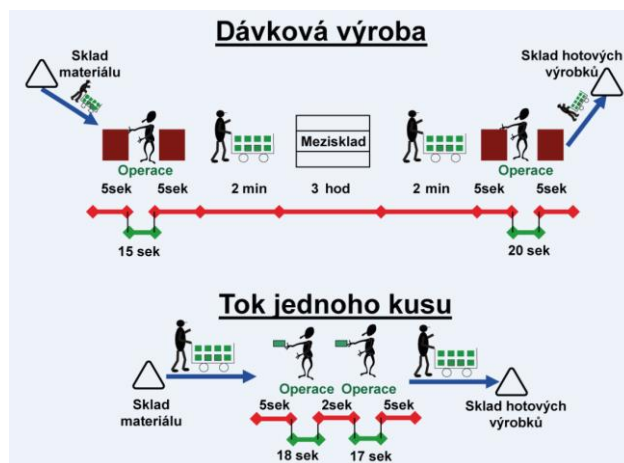 Dávková výroba
Sklad
materiálu
Sklad hotových
výrobků
Mezisklad
Operace
Operace
5sek 5sek 2 min 3 hod 2 min 5sek 5sek
15 sek
20 sek
Tok jednoho kusu
Operace Operace
Sklad
materiálu
5sek 2sek 5sek
Sklad hotových
výrobků
18 sek 17 sek